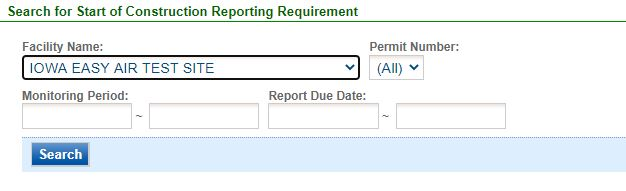 Search for Start of Construction Reporting Requirement
Facility Name: Permit Number:
IOWA EASY AIR TEST SITE (All)
Monitoring Period: Report Due Date:
~ ~
Search